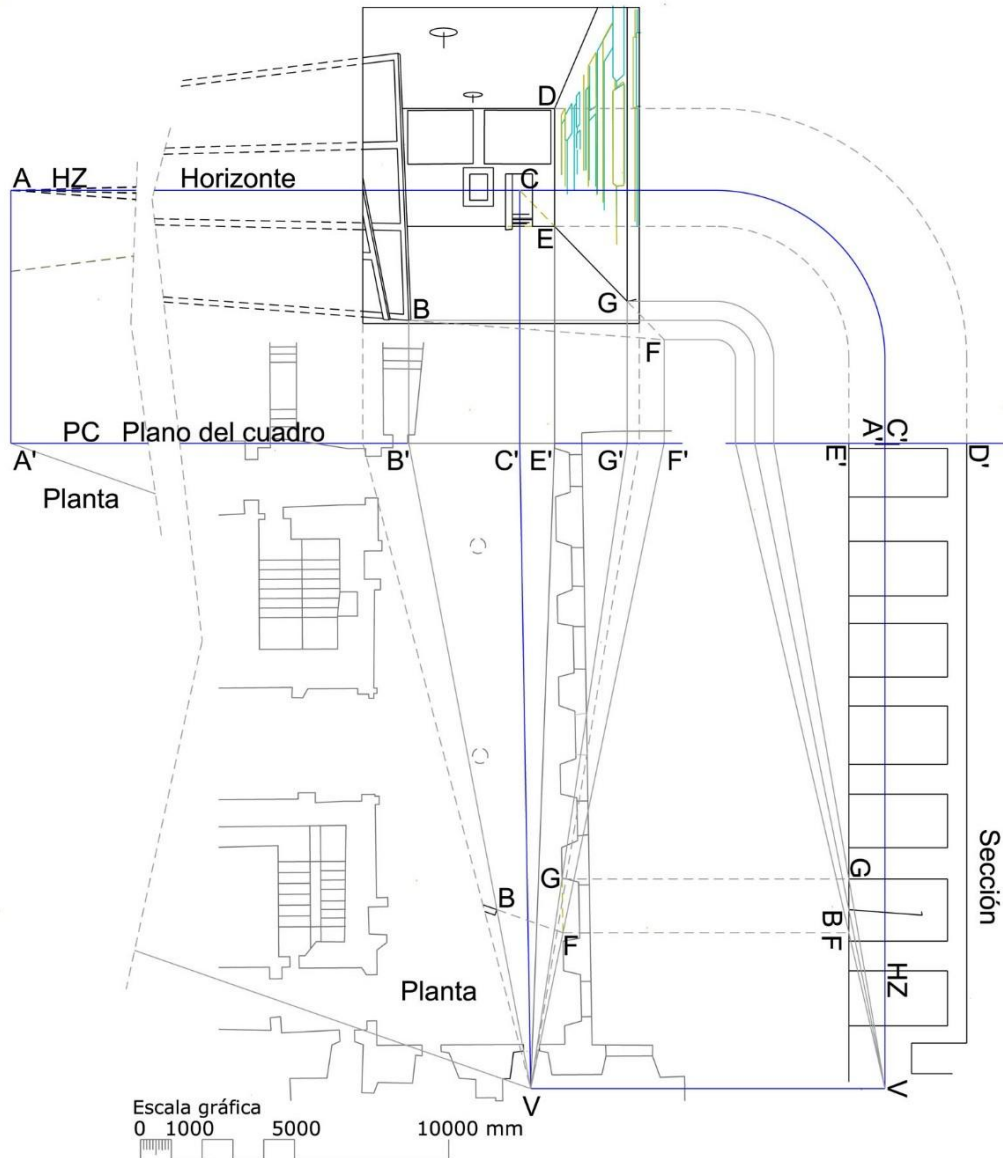 D
A HZ Horizonte C
E
G
B
F
PC Plano del cuadro
A' B' C' E' G' F' E' A' C' D'
Planta
Sección
G G
B B
F F
HZ
Planta
V V
Escala gráfica
0 1000 5000 10000 mm